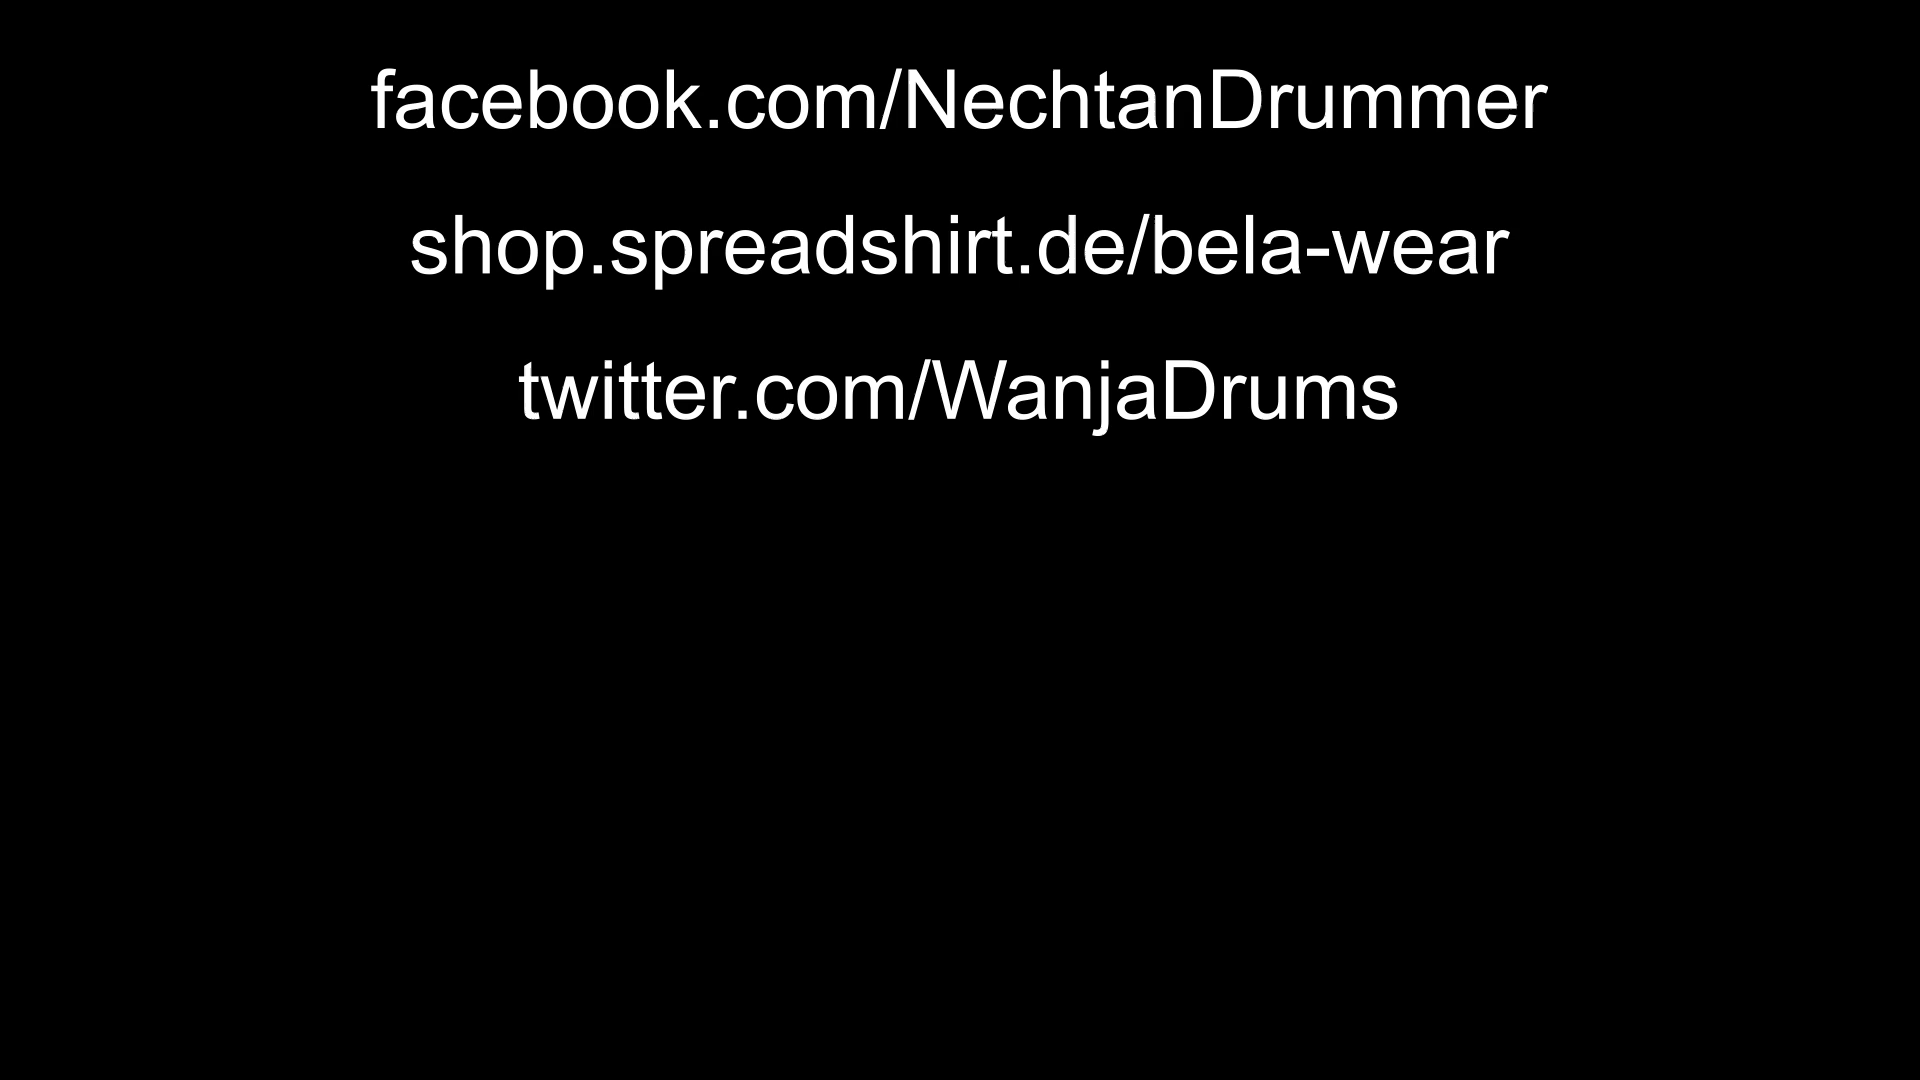 facebook.com/NechtanDrummer
shop.spreadshirt.de/bela-wear
twitter.com/WanjaDrums